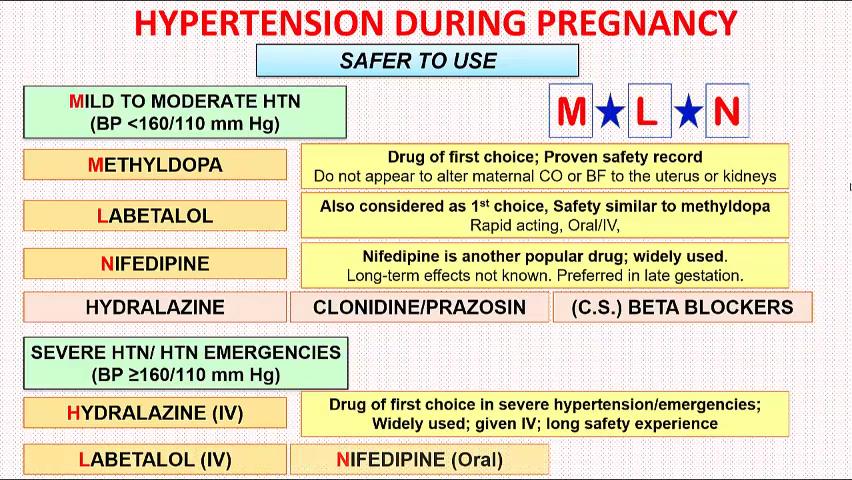 HYPERTENSION DURING PREGNANCY
SAFER TO USE
MILD TO MODERATE HTN
(BP <160/110 mm Hg)
M★L★N
METHYLDOPA
Drug of first choice; Proven safety record
Do not appear to alter maternal CO or BF to the uterus or kidneys
LABETALOL
Also considered as 1st choice, Safety similar to methyldopa
Rapid acting, Oral/IV,
NIFEDIPINE
Nifedipine is another popular drug; widely used.
Long-term effects not known. Preferred in late gestation.
HYDRALAZINE
CLONIDINE/PRAZOSIN
(C.S.) BETA BLOCKERS
SEVERE HTN/ HTN EMERGENCIES
(BP ≥160/110 mm Hg)
HYDRALAZINE (IV)
Drug of first choice in severe hypertension/emergencies;
Widely used; given IV; long safety experience
LABETALOL (IV)
NIFEDIPINE (Oral)